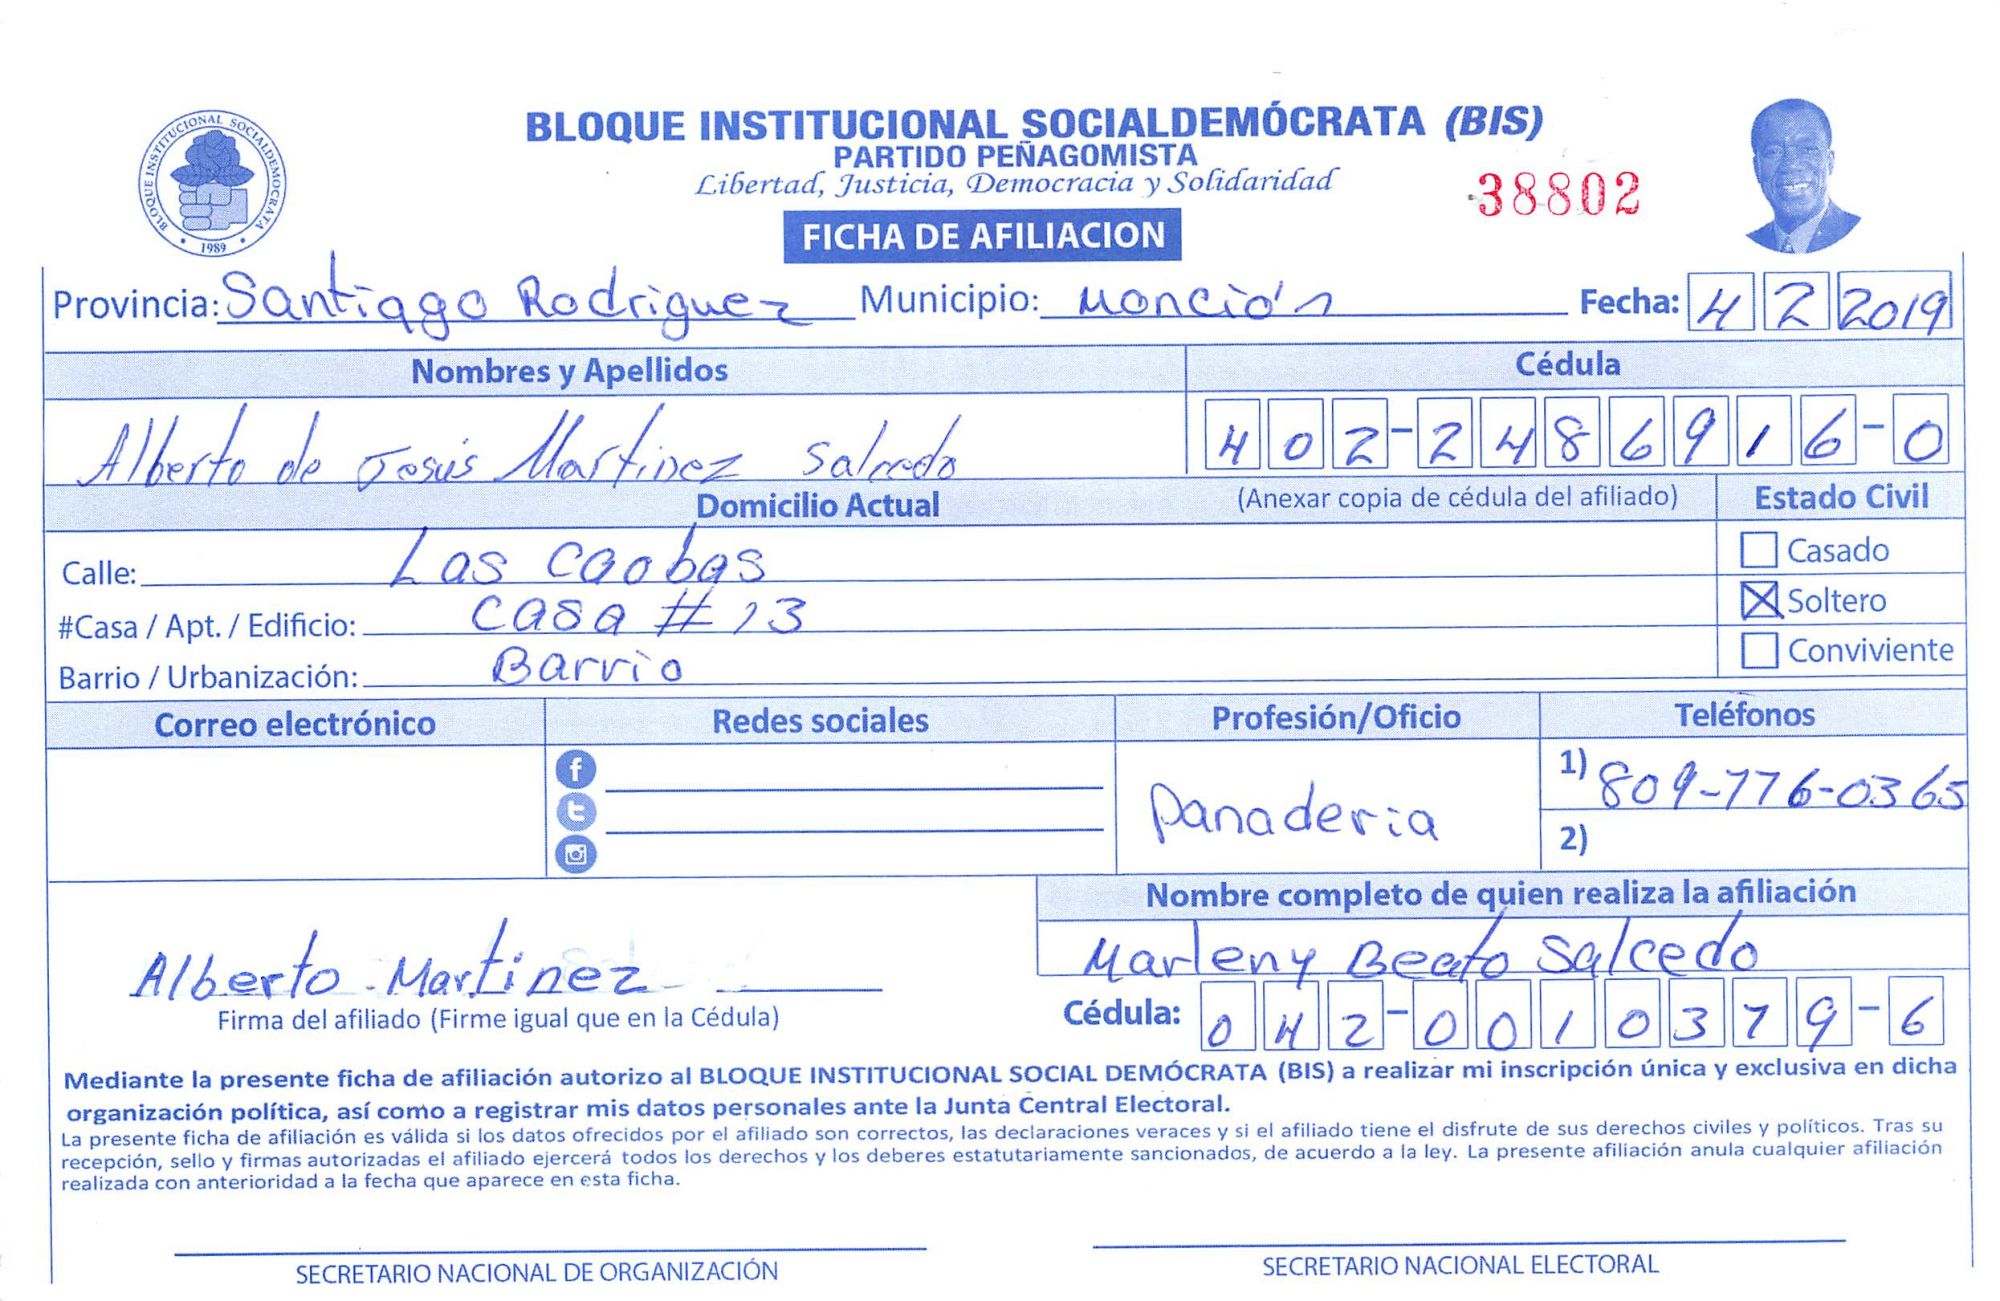 BLOQUE INSTITUCIONAL SOCIALDEMOCRATA
1989
BLOQUE INSTITUCIONAL SOCIALDEMÓCRATA (BIS)
PARTIDO PEÑAGOMISTA
Libertad, Justicia, Democracia y Solidaridad
38802
FICHA DE AFILIACION
Provincia: Santiago Rodriguez Municipio: Monción Fecha: 4 2 2019
Nombres y Apellidos Cédula
Alberto de Jesús Martinez Salcedo 402-2486916-0
Domicilio Actual (Anexar copia de cédula del afiliado) Estado Civil
Calle: Las Caobas Casado
#Casa / Apt. / Edificio: Casa # 13 Soltero
Barrio / Urbanización: Barrio Conviviente
Correo electrónico Redes sociales Profesión/Oficio Teléfonos
Panaderia 1) 809-776-0365
2)
Nombre completo de quien realiza la afiliación
Alberto Martinez Marleny Beato Salcedo
Firma del afiliado (Firme igual que en la Cédula) Cédula: 042-0010379-6
Mediante la presente ficha de afiliación autorizo al BLOQUE INSTITUCIONAL SOCIAL DEMÓCRATA (BIS) a realizar mi inscripción única y exclusiva en dicha
organización política, así como a registrar mis datos personales ante la Junta Central Electoral.
La presente ficha de afiliación es válida si los datos ofrecidos por el afiliado son correctos, las declaraciones veraces y si el afiliado tiene el disfrute de sus derechos civiles y políticos. Tras su
recepción, sello y firmas autorizadas el afiliado ejercerá todos los derechos y los deberes estatutariamente sancionados, de acuerdo a la ley. La presente afiliación anula cualquier afiliación
realizada con anterioridad a la fecha que aparece en esta ficha.
SECRETARIO NACIONAL DE ORGANIZACIÓN SECRETARIO NACIONAL ELECTORAL